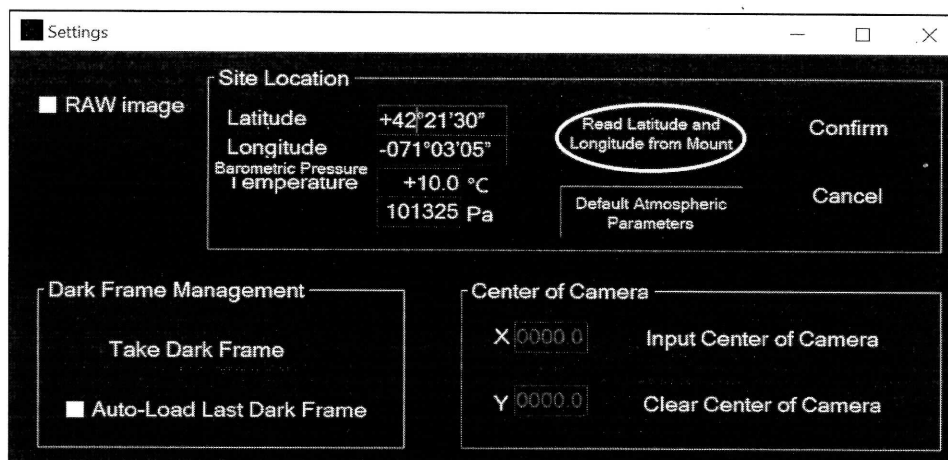 Settings
RAW image
Site Location
Latitude +42°21'30"
Longitude -071°03'05"
Barometric Pressure
Temperature +10.0 °C
101325 Pa
Read Latitude and
Longitude from Mount
Default Atmospheric
Parameters
Confirm
Cancel
Dark Frame Management
Take Dark Frame
Auto-Load Last Dark Frame
Center of Camera
X 0000.0 Input Center of Camera
Y 0000.0 Clear Center of Camera